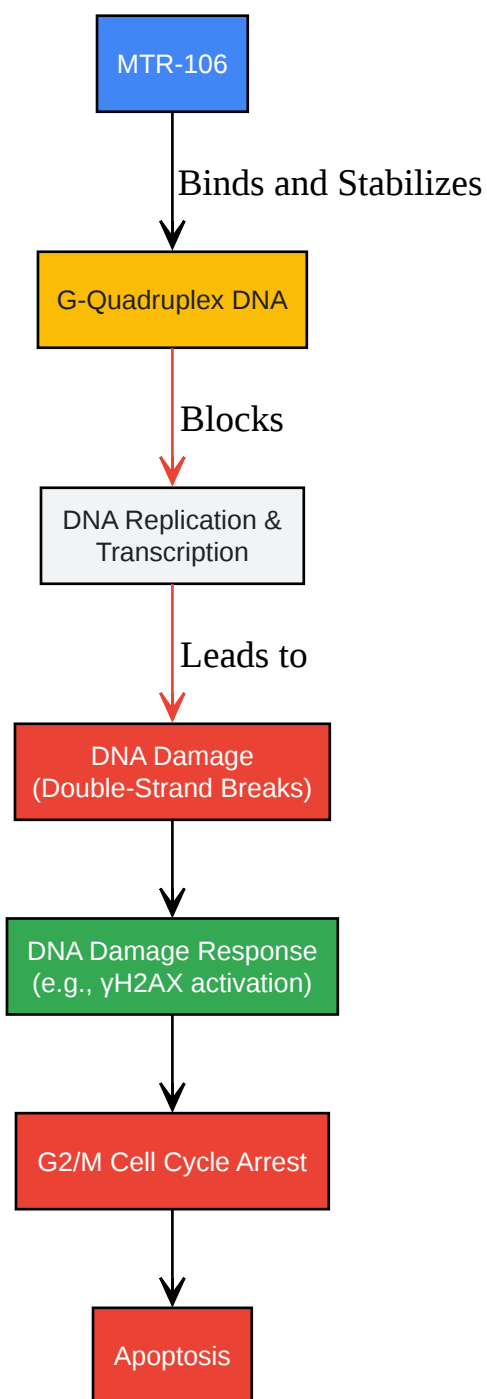 MTR-106
Binds and Stabilizes
G-Quadruplex DNA
Blocks
DNA Replication &
Transcription
Leads to
DNA Damage
(Double-Strand Breaks)
DNA Damage Response
(e.g., γH2AX activation)
G2/M Cell Cycle Arrest
Apoptosis